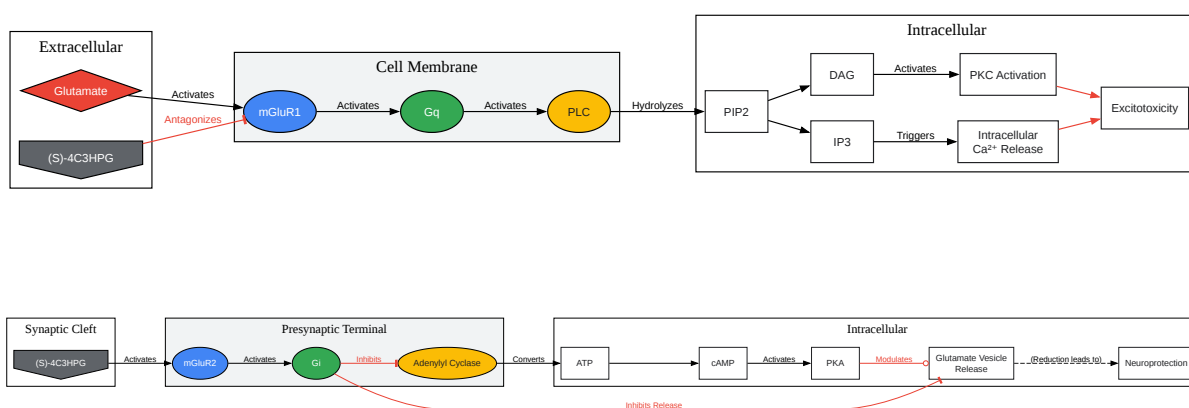 Extracellular
Glutamate
(S)-4C3HPG
Activates
Antagonizes
Cell Membrane
mGluR1
Activates
Gq
Activates
PLC
Hydrolyzes
Intracellular
PIP2
DAG
Activates
PKC Activation
IP3
Triggers
Intracellular
Ca²⁺ Release
Excitotoxicity
Synaptic Cleft
(S)-4C3HPG
Activates
Presynaptic Terminal
mGluR2
Activates
Gi
Inhibits
Adenylyl Cyclase
Converts
Intracellular
ATP
cAMP
Activates
PKA
Modulates
Glutamate Vesicle
Release
(Reduction leads to)
Neuroprotection
Inhibits Release